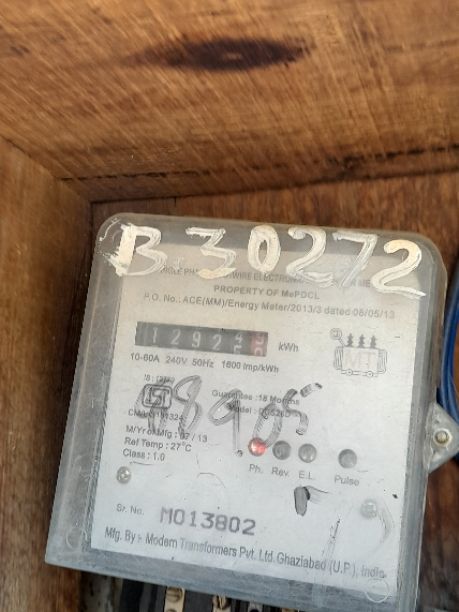 B.30272
PROPERTY OF MePDCL
P.O. No.: ACE(MM)/Energy Meter/2013/3 dated 06/05/13
kWh
10-60A 240V 50Hz 1600 Imp/kWh
MT
Guarantee : 18 Months
M/Yr of Mfg : 07 / 13
Ref Temp : 27°C
Class : 1.0
Ph. Rev. E.L. Pulse
Sr. No. M013802
Mfg. By :- Modern Transformers Pvt. Ltd. Ghaziabad (U.P.), India